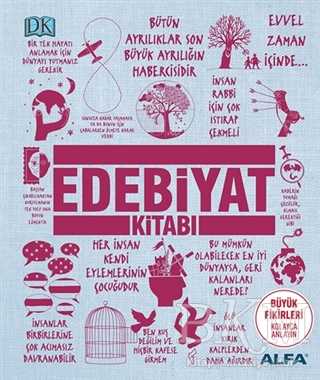 DK
BİR TEK HAYATI
ANLAMAK İÇİN
DÜNYAYI YUTMANIZ
GEREKİR
BÜTÜN
AYRILIKLAR SON
BÜYÜK AYRILIĞIN
HABERCİSİDİR
EVVEL
ZAMAN
İÇİNDE...
İNSAN
RABBİ
İÇİN ÇOK
ISTIRAP
ÇEKMELİ
EDEBİYAT
KİTABI
HER İNSAN
KENDİ
EYLEMLERİNİN
ÇOCUĞUDUR
BU MÜMKÜN
OLABİLECEK EN İYİ
DÜNYAYSA, GERİ
KALANLARI
NEREDE?
İNSANLAR
BİRBİRLERİNE
ÇOK ACIMASIZ
DAVRANABİLİR
BEN KUŞ
DEĞİLİM VE
HİÇBİR KAFESE
GİRMEM
İNSANLAR
KIRIK
KALPLERDEN
DAHA AĞIRDIR
BÜYÜK
FİKİRLERİ
KOLAYCA
ANLAYIN
ALFA